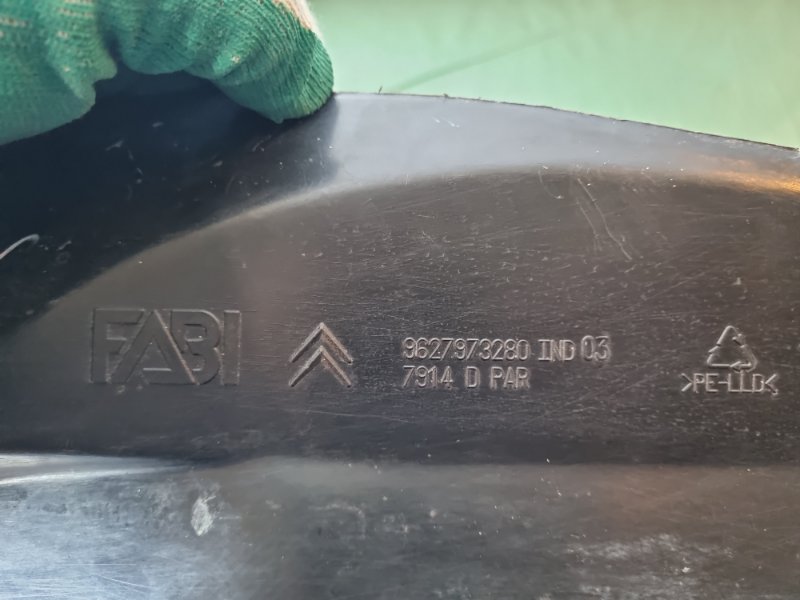 FABI
9627973280 IND 03
7914 D PAR
>PE-LLD<